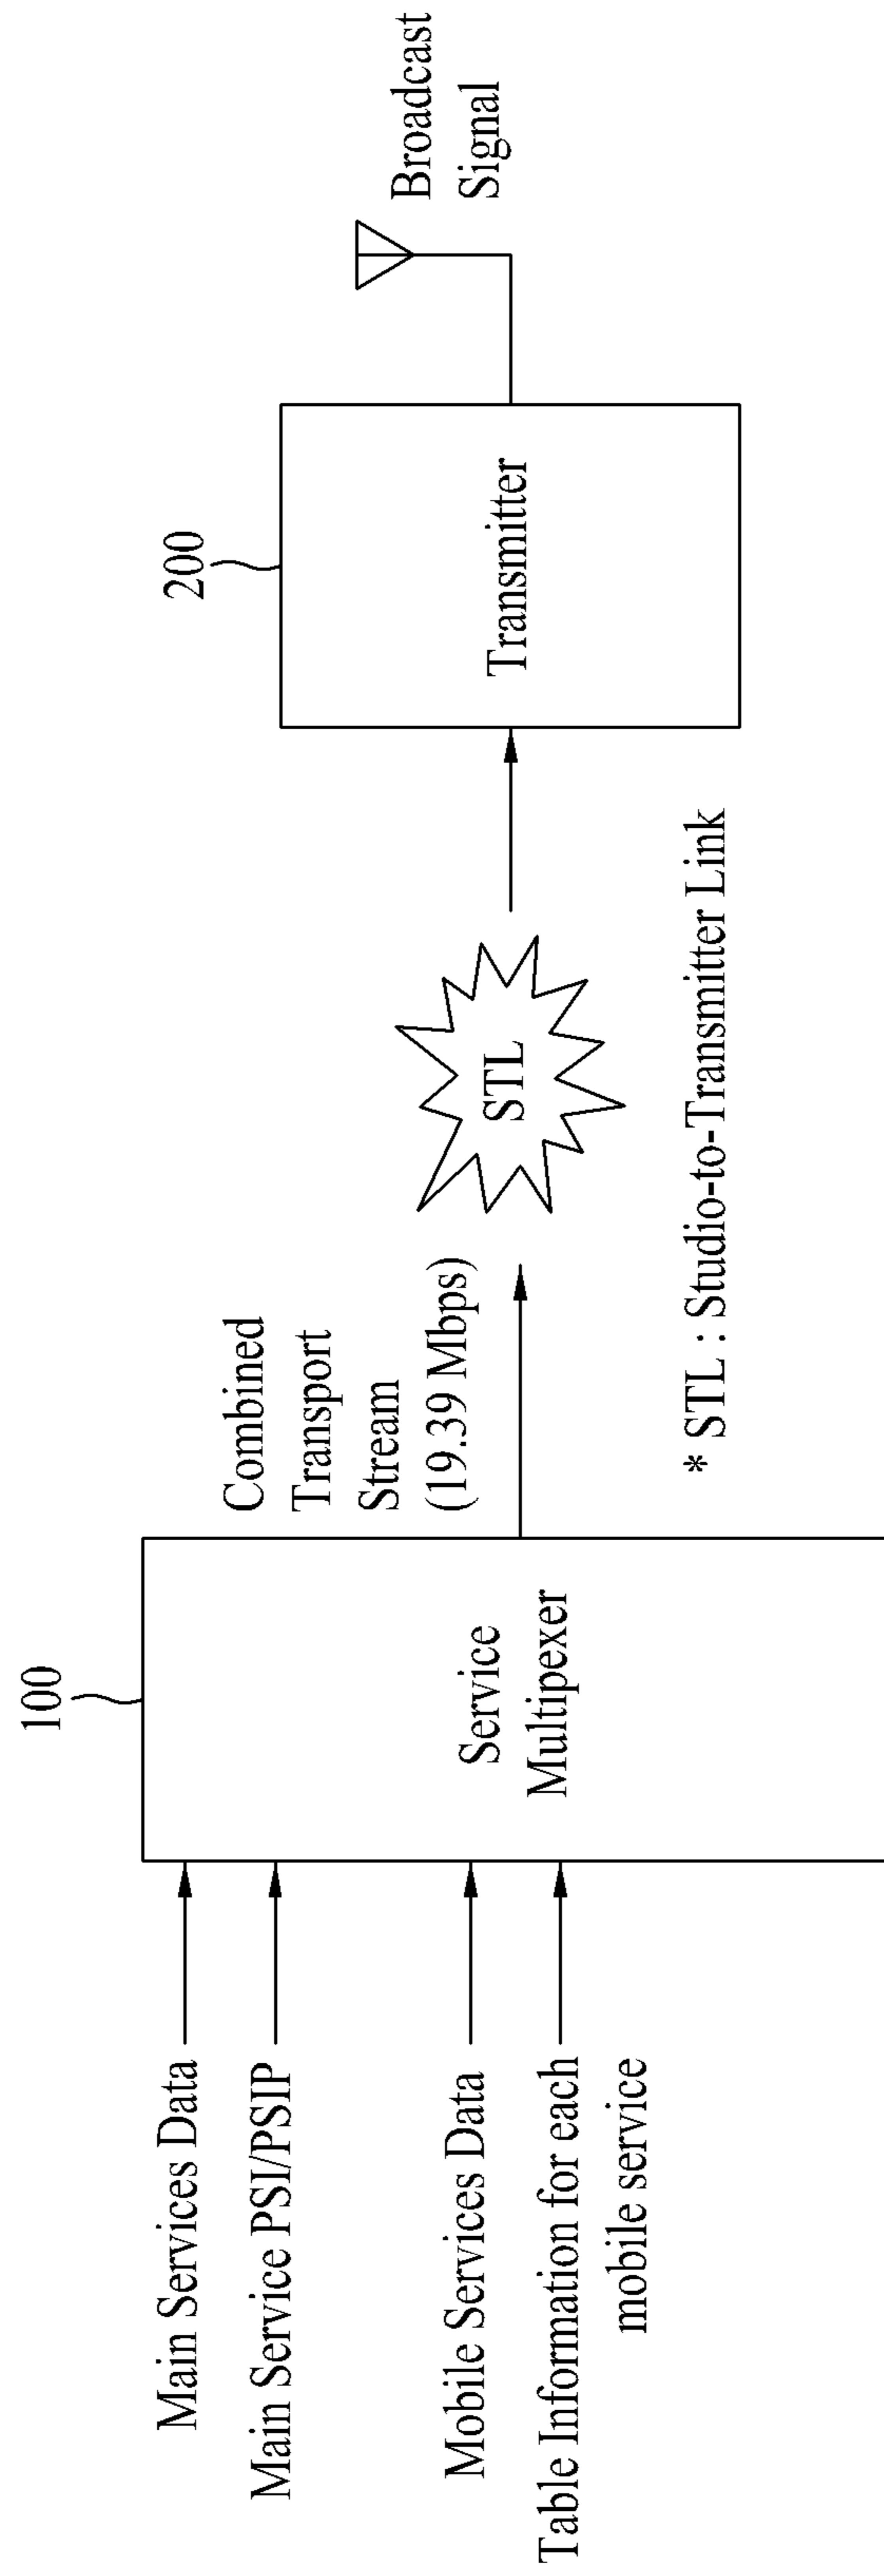 100
Main Services Data
Main Service PSI/PSIP
Mobile Services Data
Table Information for each
mobile service
Service
Multipexer
Combined
Transport
Stream
(19.39 Mbps)
STL
200
Transmitter
Broadcast
Signal
* STL : Studio-to-Transmitter Link